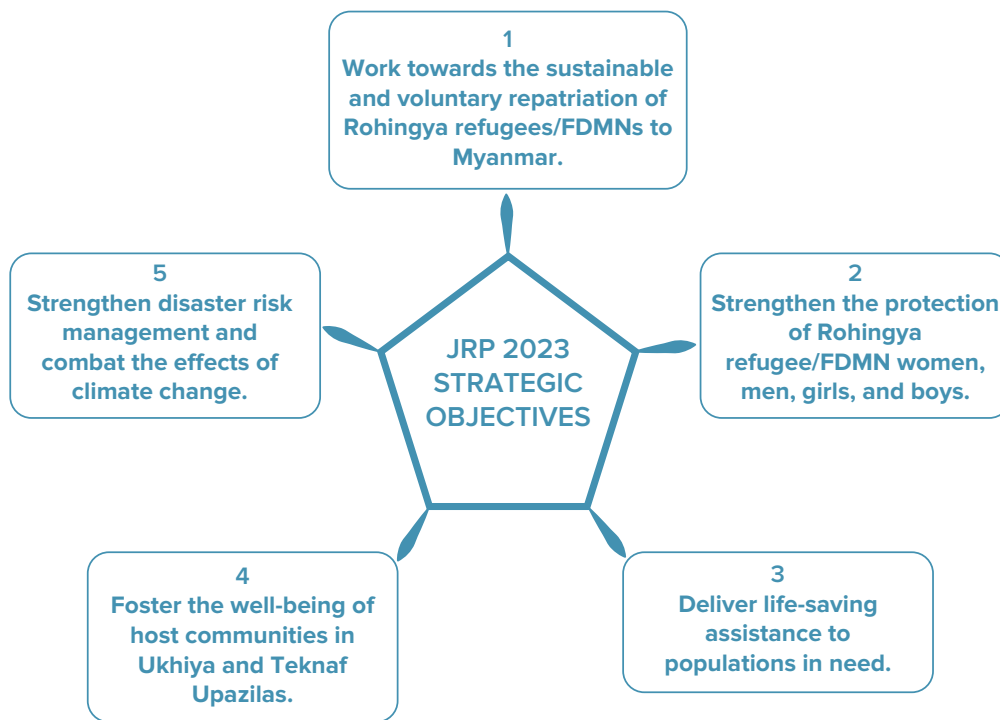 1
Work towards the sustainable
and voluntary repatriation of
Rohingya refugees/FDMNs to
Myanmar.
5
Strengthen disaster risk
management and
combat the effects of
climate change.
JRP 2023
STRATEGIC
OBJECTIVES
2
Strengthen the protection
of Rohingya
refugee/FDMN women,
men, girls, and boys.
4
Foster the well-being of
host communities in
Ukhiya and Teknaf
Upazilas.
3
Deliver life-saving
assistance to
populations in need.